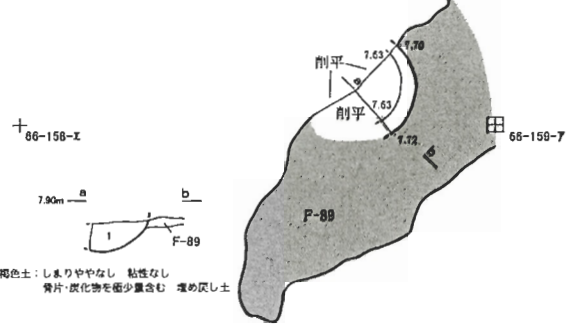 7.70
7.63
削平
a
7.63
削平
7.72
66-158-エ
66-159-ア
b
7.90m
a
b
F-89
1
F-89
褐色土：しまりややなし 粘性なし
骨片・炭化物を極少量含む 埋め戻し土